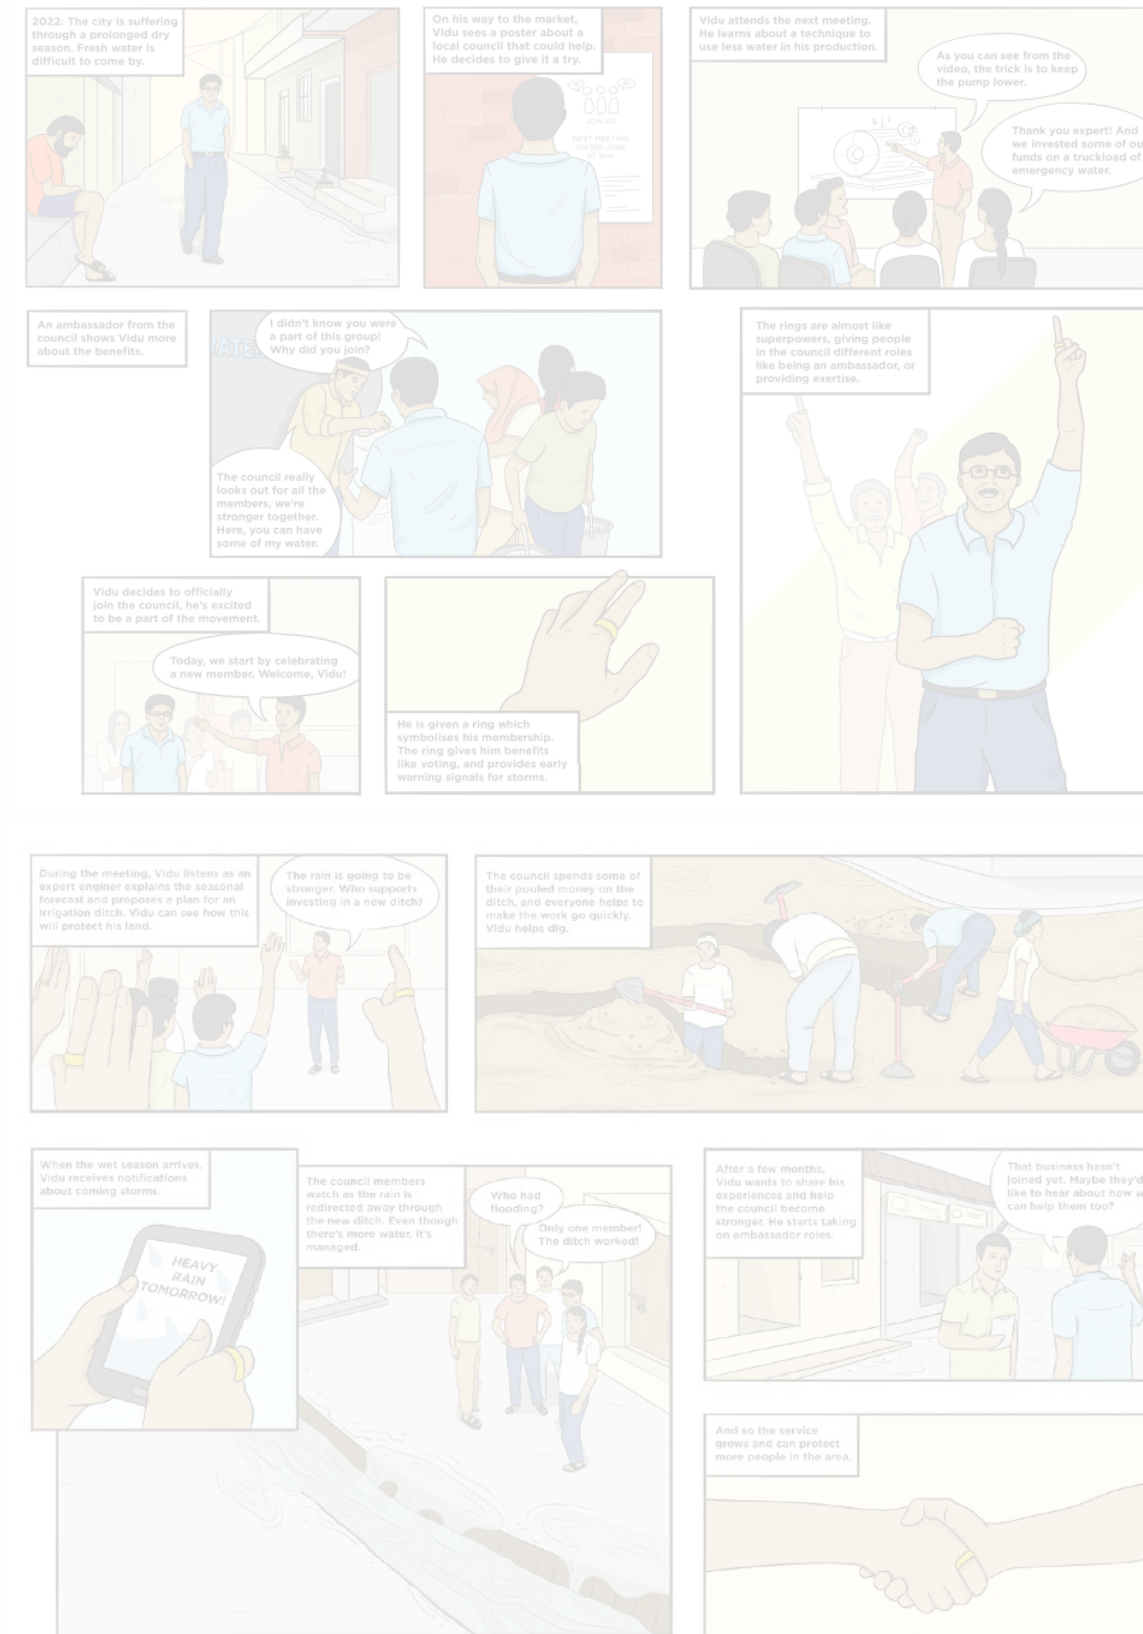 2022: The city is suffering
through a prolonged dry
season. Fresh water is
difficult to come by.
On his way to the market,
Vidu sees a poster about a
local council that could help.
He decides to give it a try.
JOIN US
NEXT MEETING
ON 11th JUNE
AT 5pm
Vidu attends the next meeting.
He learns about a technique to
use less water in his production.
As you can see from the
video, the trick is to keep
the pump lower.
Thank you expert! And
we invested some of ou
funds on a truckload of
emergency water.
An ambassador from the
council shows Vidu more
about the benefits.
WATE
I didn't know you were
a part of this group!
Why did you join?
The council really
looks out for all the
members, we're
stronger together.
Here, you can have
some of my water.
The rings are almost like
superpowers, giving people
in the council different roles
like being an ambassador, or
providing exertise.
Vidu decides to officially
join the council, he's excited
to be a part of the movement.
Today, we start by celebrating
a new member. Welcome, Vidu!
He is given a ring which
symbolises his membership.
The ring gives him benefits
like voting, and provides early
warning signals for storms.
During the meeting, Vidu listens as an
expert enginer explains the seasonal
forecast and proposes a plan for an
irrigation ditch. Vidu can see how this
will protect his land.
The rain is going to be
stronger. Who supports
investing in a new ditch?
The council spends some of
their pooled money on the
ditch, and everyone helps to
make the work go quickly.
Vidu helps dig.
When the wet season arrives,
Vidu receives notifications
about coming storms.
HEAVY
RAIN
TOMORROW!
The council members
watch as the rain is
redirected away through
the new ditch. Even though
there's more water, it's
managed.
Who had
flooding?
Only one member!
The ditch worked!
After a few months,
Vidu wants to share his
experiences and help
the council become
stronger. He starts taking
on ambassador roles.
That business hasn't
joined yet. Maybe they'd
like to hear about how w
can help them too?
And so the service
grows and can protect
more people in the area.